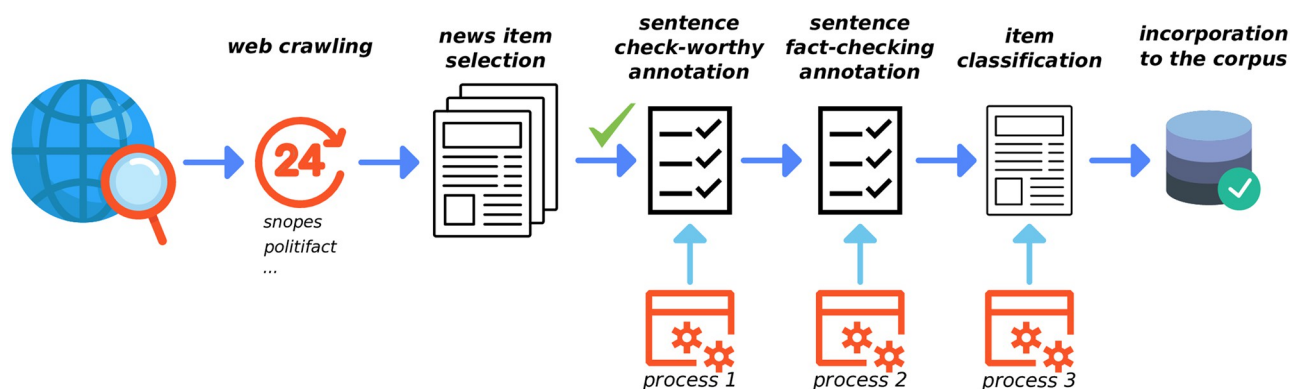 web crawling
news item
selection
sentence
check-worthy
annotation
sentence
fact-checking
annotation
item
classification
incorporation
to the corpus
24
snopes
politifact
...
process 1
process 2
process 3